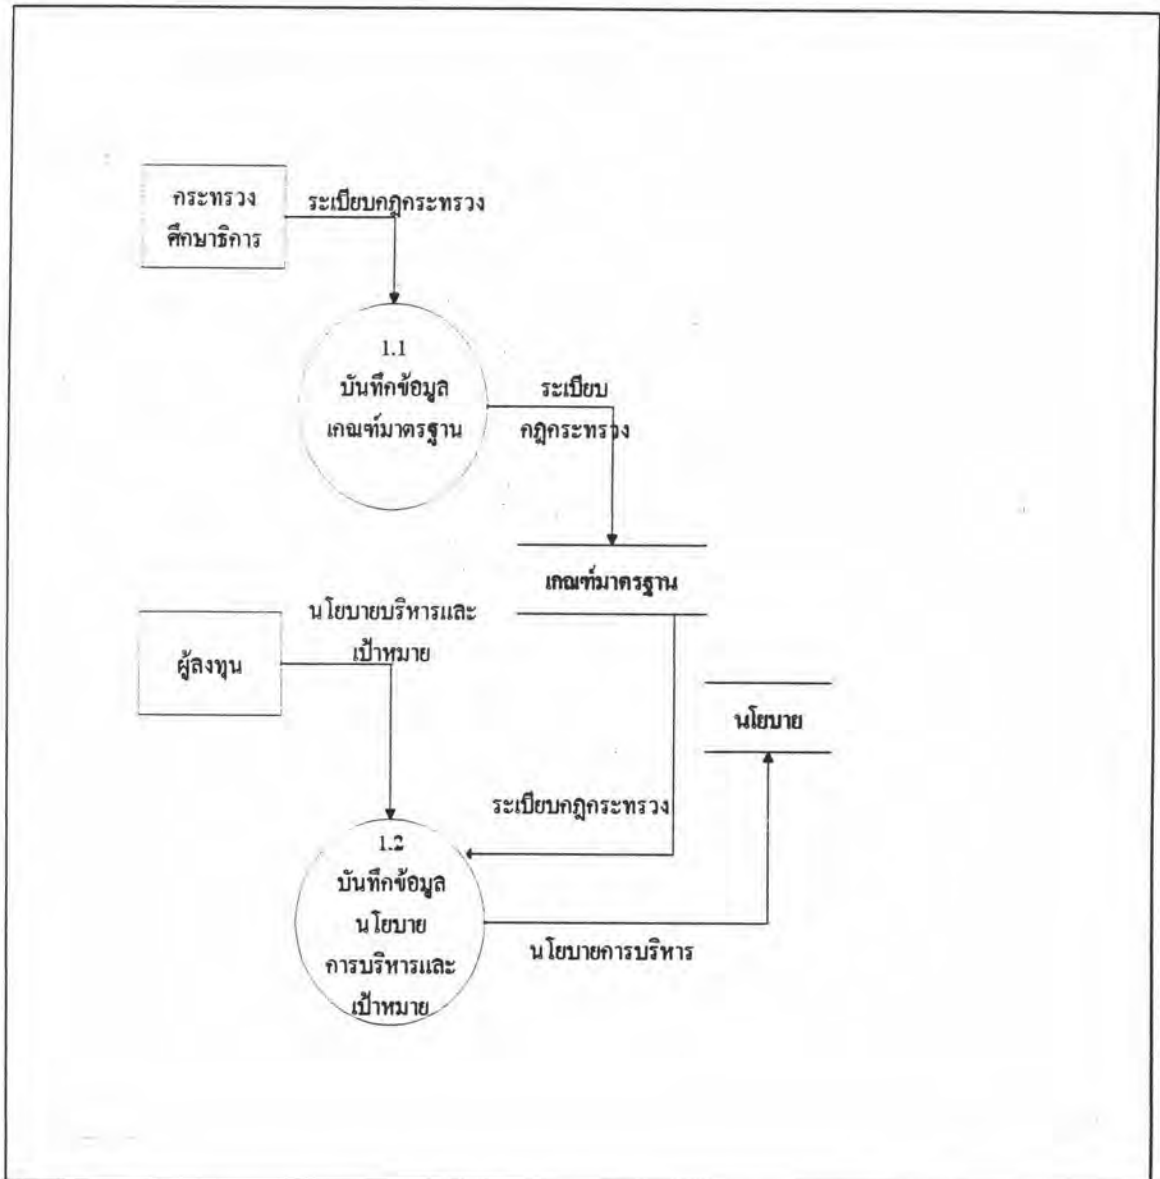 กระทรวง
ศึกษาธิการ
ระเบียบกฎกระทรวง
1.1
บันทึกข้อมูล
เกณฑ์มาตรฐาน
ระเบียบ
กฎกระทรวง
เกณฑ์มาตรฐาน
นโยบายบริหารและ
เป้าหมาย
ผู้ลงทุน
นโยบาย
ระเบียบกฎกระทรวง
1.2
บันทึกข้อมูล
นโยบาย
การบริหารและ
เป้าหมาย
นโยบายการบริหาร